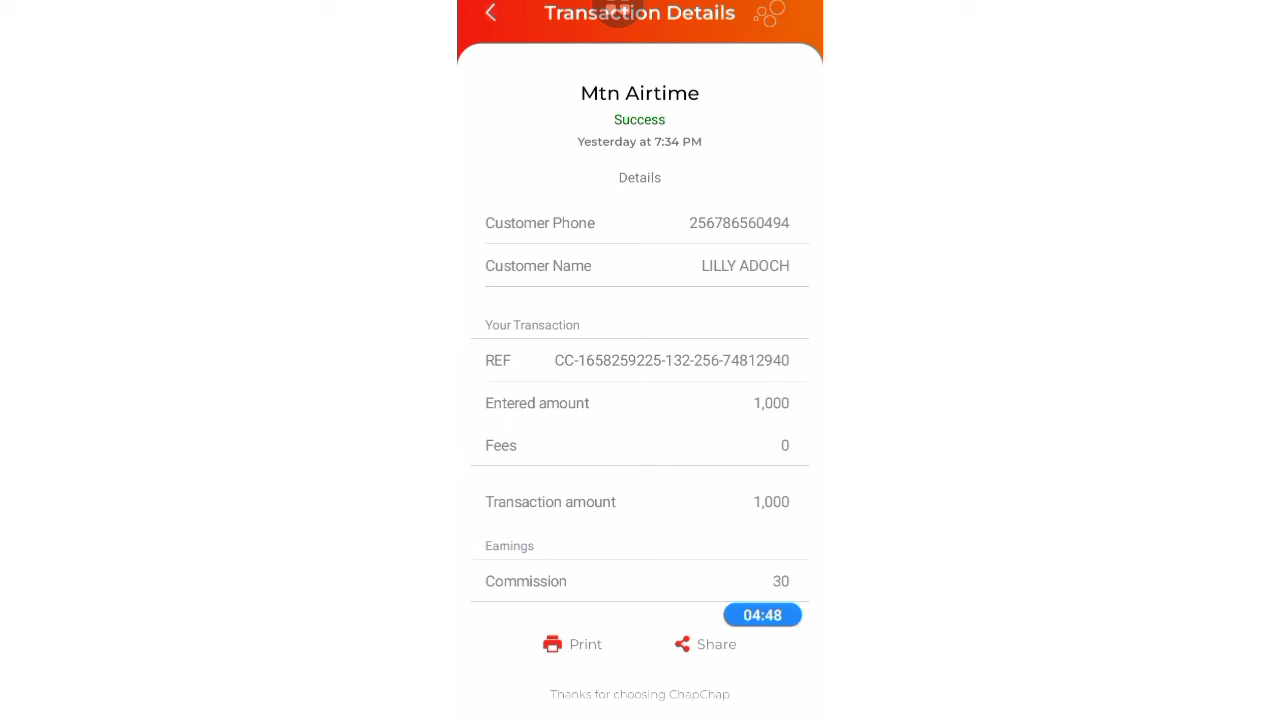 Transaction Details
Mtn Airtime
Success
Yesterday at 7:34 PM
Details
Customer Phone 256786560494
Customer Name LILLY ADOCH
Your Transaction
REF CC-1658259225-132-256-74812940
Entered amount 1,000
Fees 0
Transaction amount 1,000
Earnings
Commission 30
04:48
Print Share
Thanks for choosing ChapChap